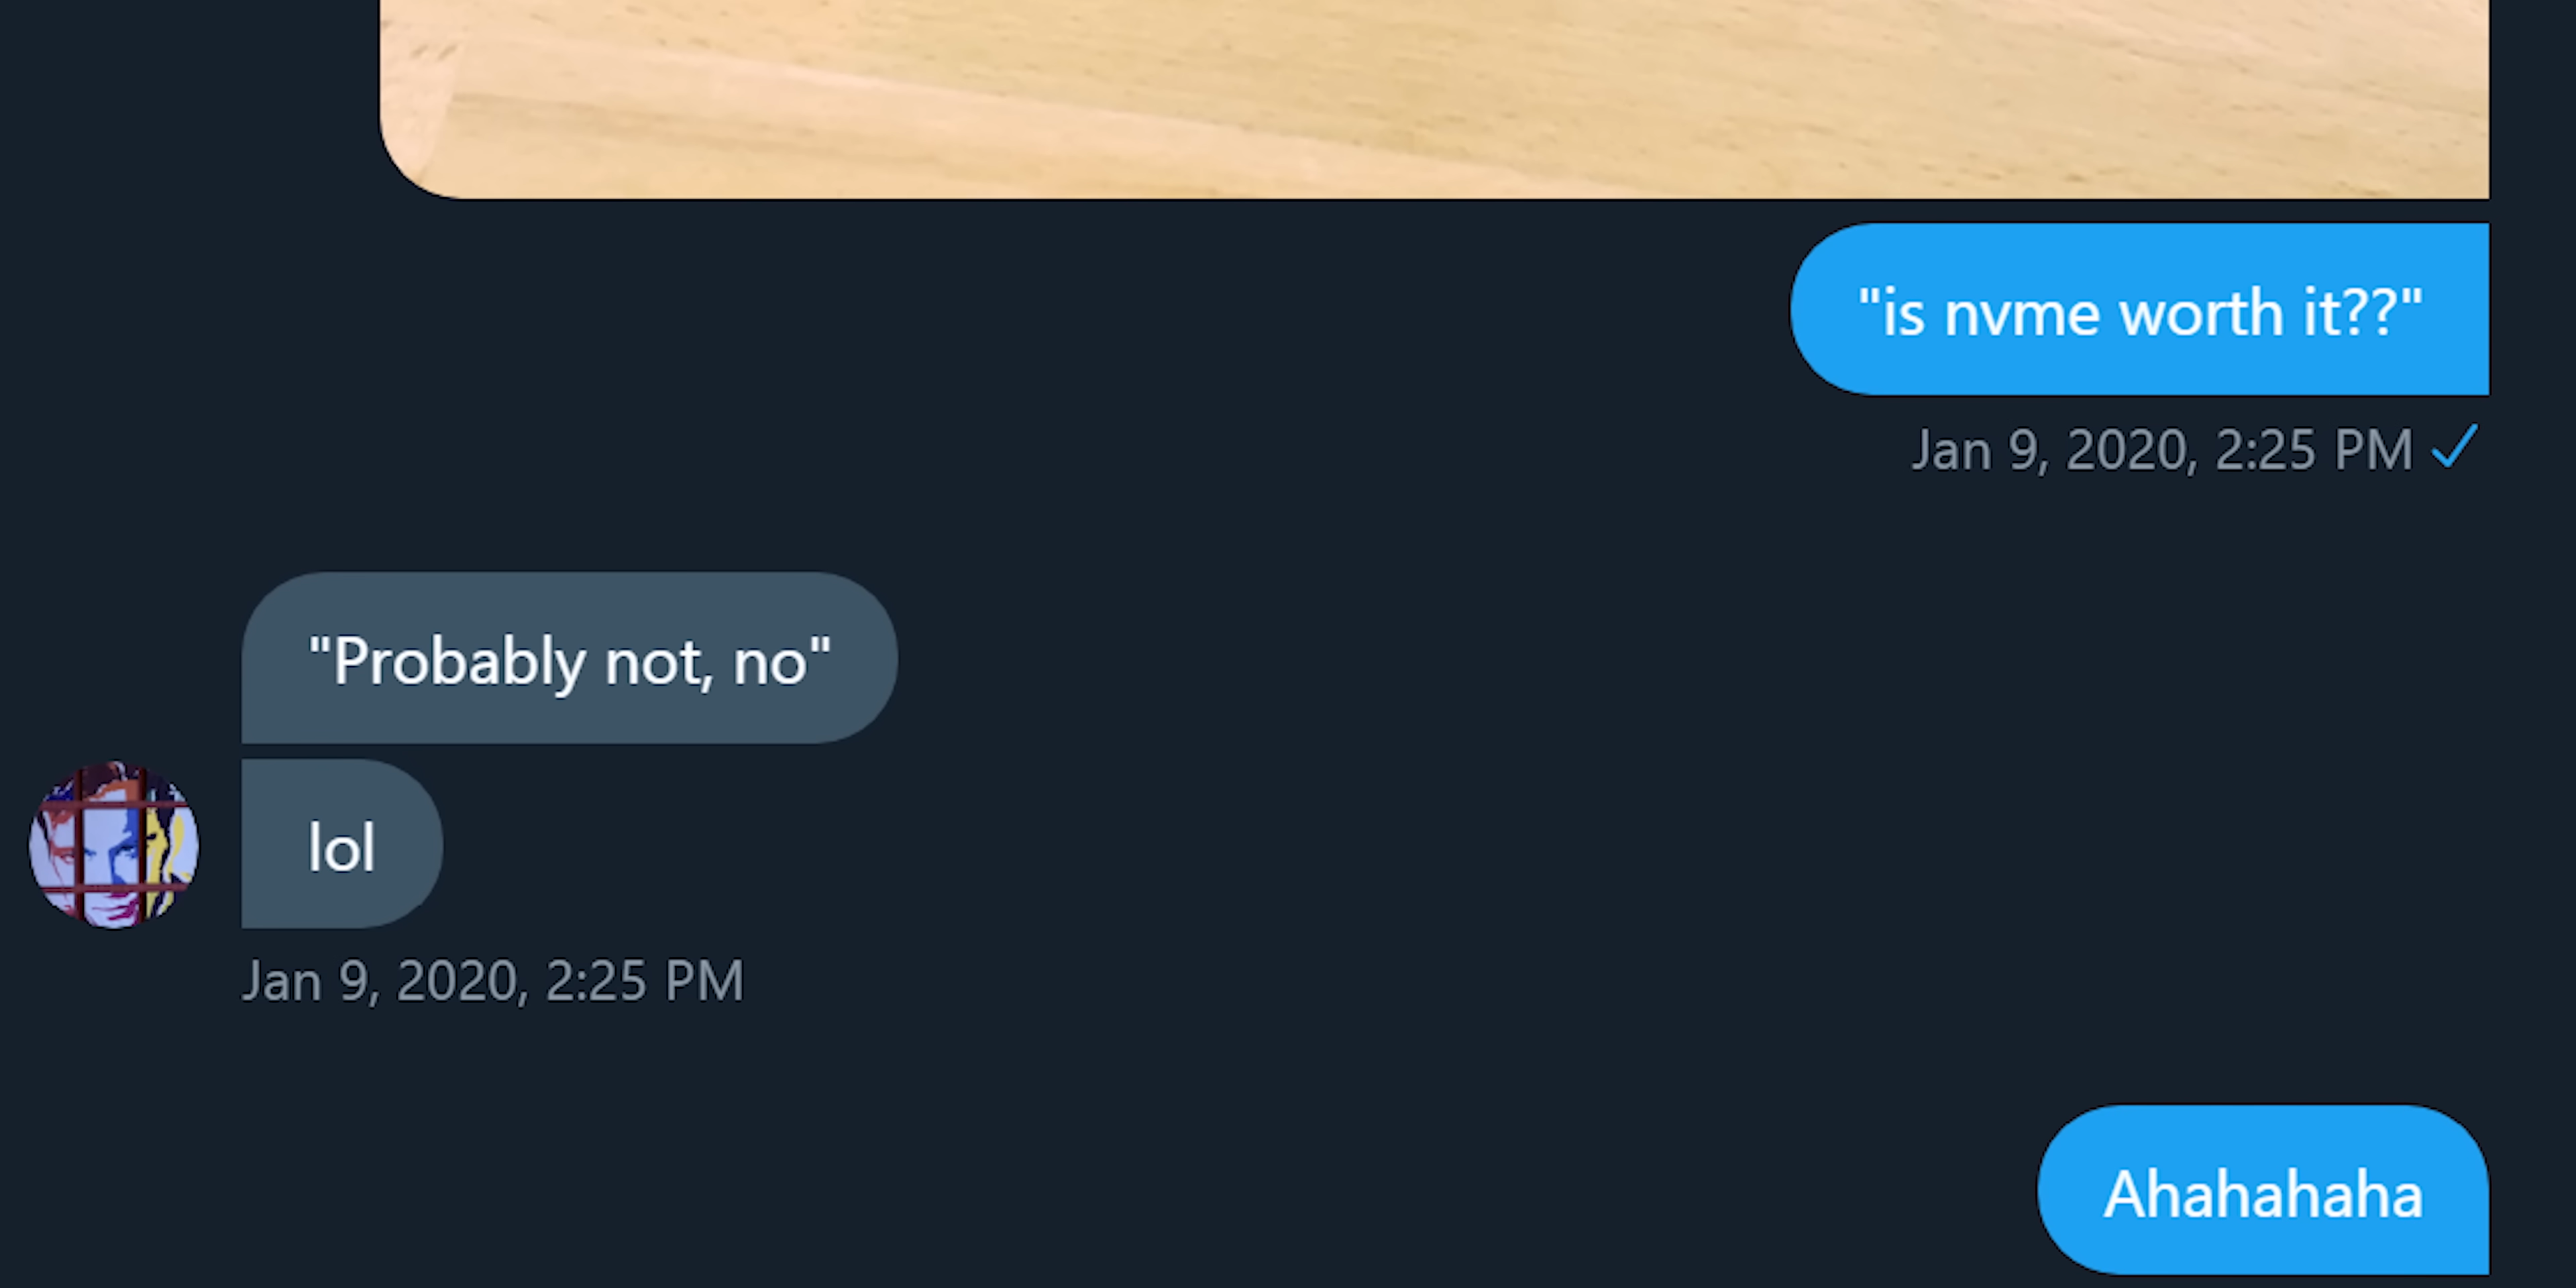 "is nvme worth it??"
Jan 9, 2020, 2:25 PM
"Probably not, no"
lol
Jan 9, 2020, 2:25 PM
Ahahahaha